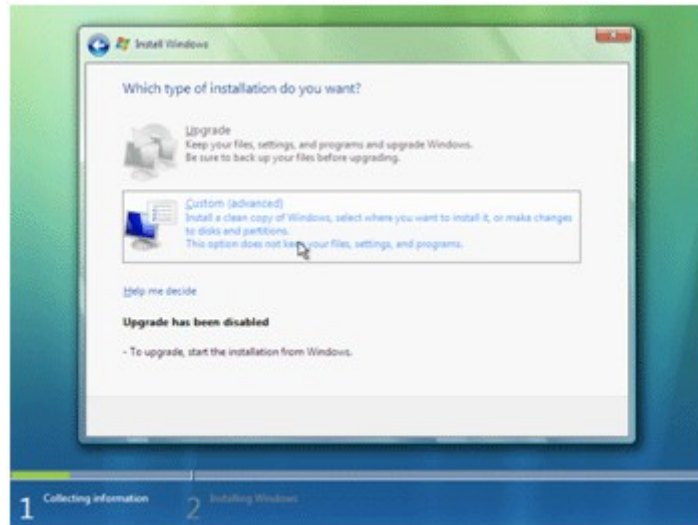 Install Windows
Which type of installation do you want?
Upgrade
Keep your files, settings, and programs and upgrade Windows.
Be sure to back up your files before upgrading.
Custom (advanced)
Install a clean copy of Windows, select where you want to install it, or make changes
to disks and partitions.
This option does not keep your files, settings, and programs.
Help me decide
Upgrade has been disabled
- To upgrade, start the installation from Windows.
1 Collecting information
2 Installing Windows